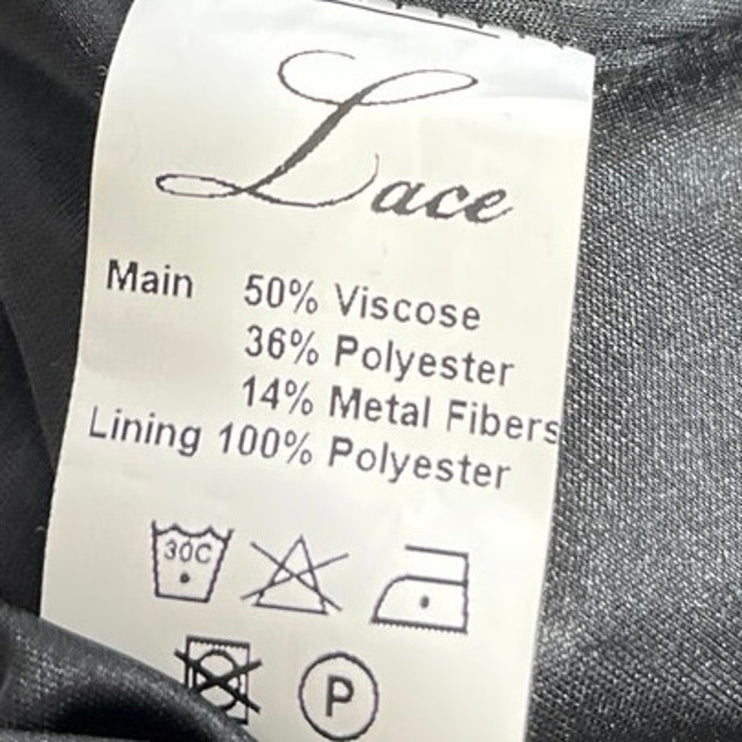 Lace
Main 50% Viscose
36% Polyester
14% Metal Fibers
Lining 100% Polyester
30C
P